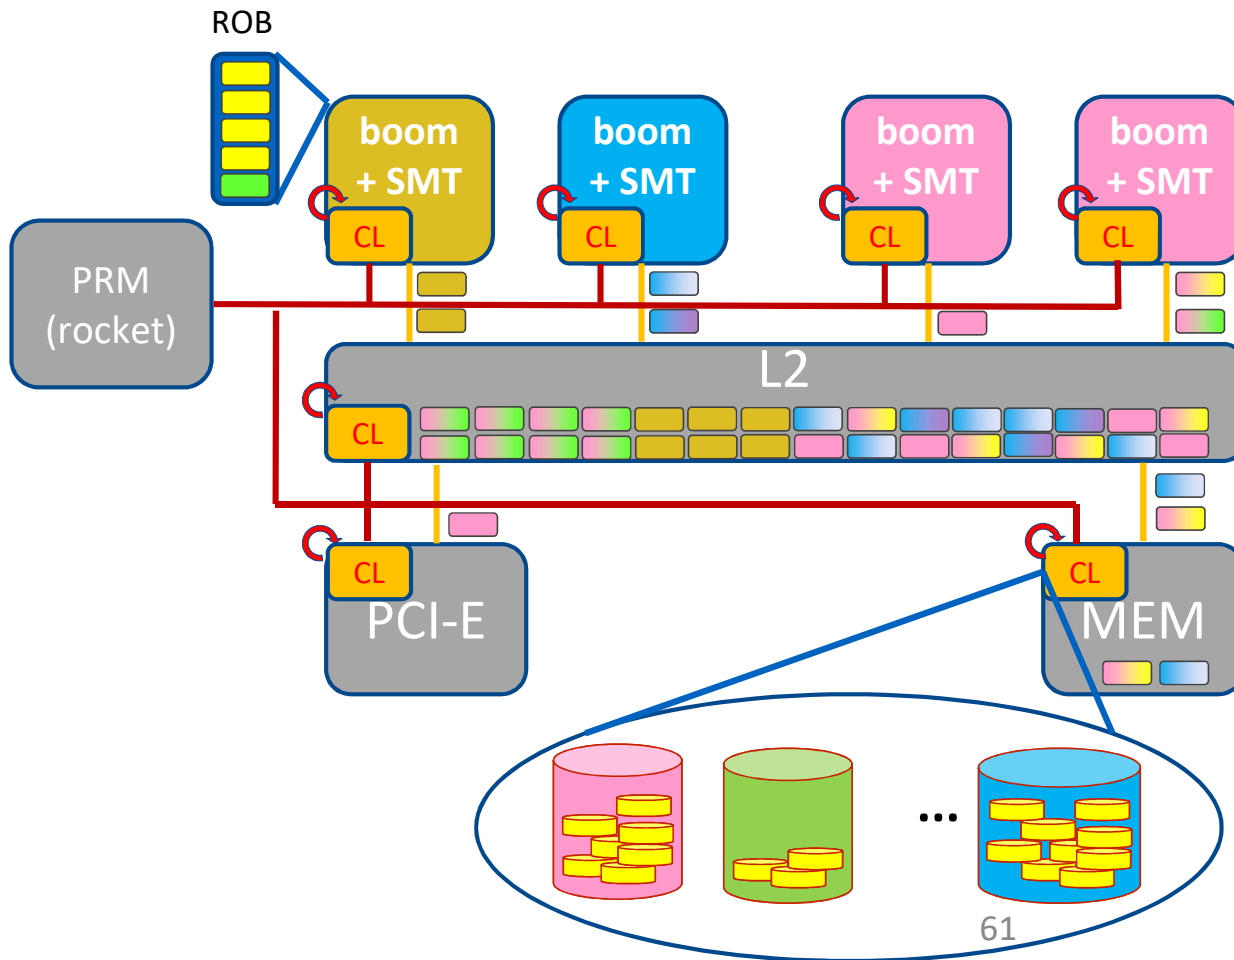 ROB
boom
+ SMT
CL
boom
+ SMT
CL
boom
+ SMT
CL
boom
+ SMT
CL
PRM
(rocket)
L2
CL
CL
PCI-E
CL
MEM
...
61